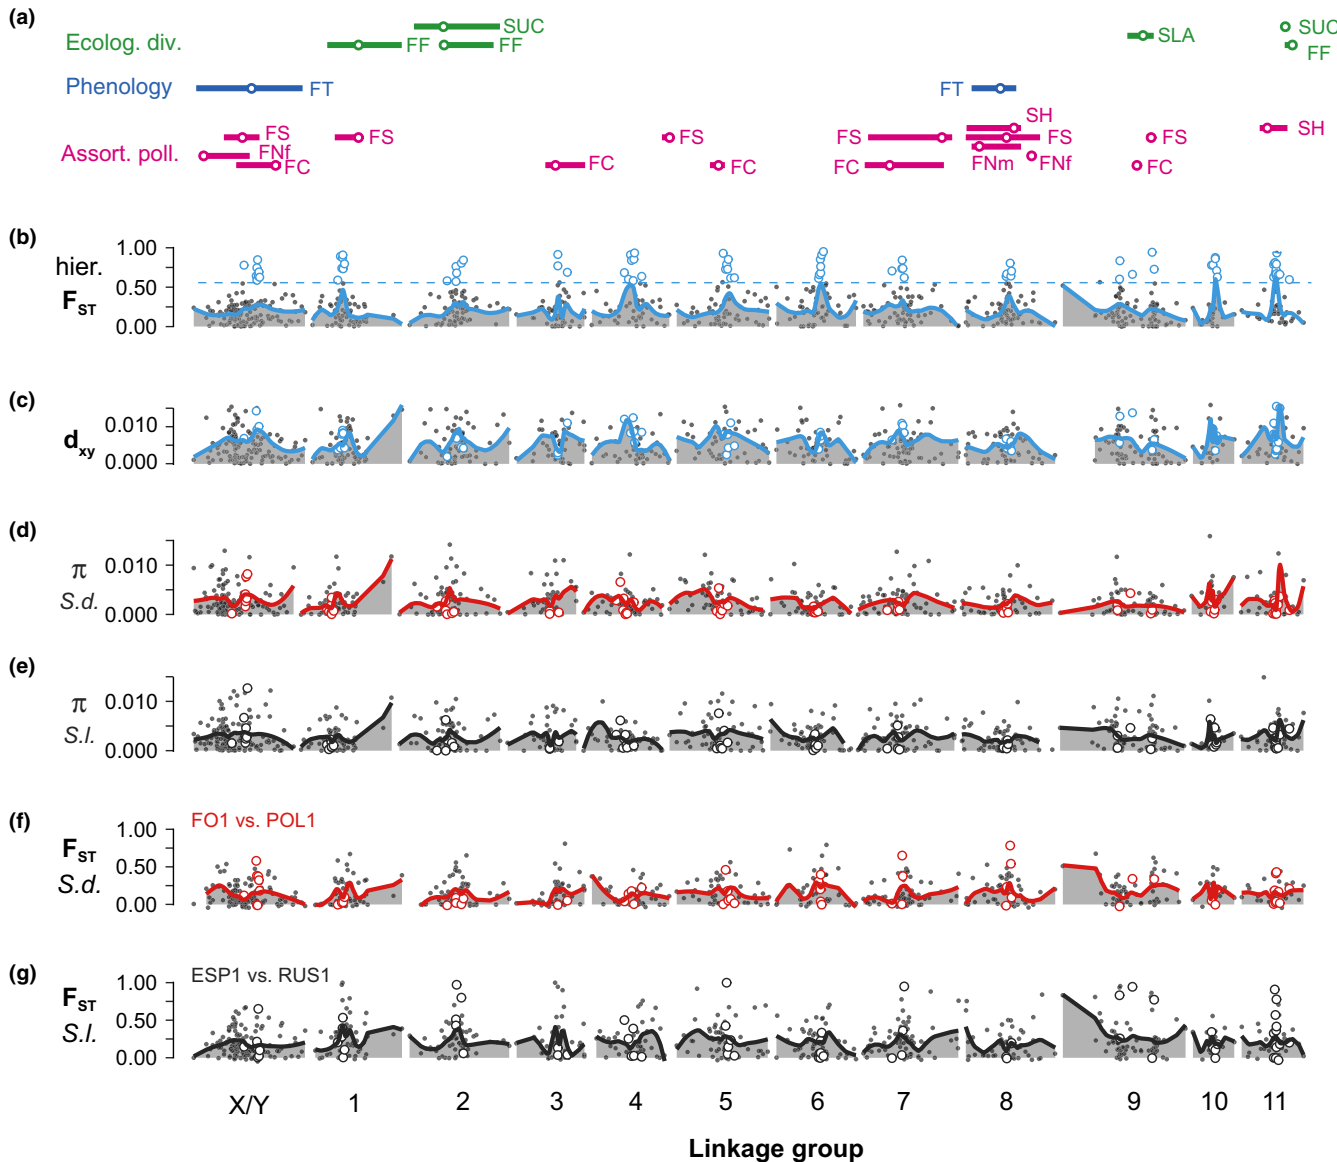 (a)
Ecolog. div.
SUC
FF
FF
SLA
SUC
FF
Phenology
FT
FT
Assort. poll.
FS
FNf
FC
FS
FC
FS
FC
FS
FC
SH
FS
FNm
FNf
FS
FC
SH
(b)
hier.
FST
1.00
0.50
0.00
(c)
dxy
0.010
0.000
(d)
π
S.d.
0.010
0.000
(e)
π
S.l.
0.010
0.000
(f)
FO1 vs. POL1
FST
S.d.
1.00
0.50
0.00
(g)
ESP1 vs. RUS1
FST
S.l.
1.00
0.50
0.00
X/Y 1 2 3 4 5 6 7 8 9 10 11
Linkage group